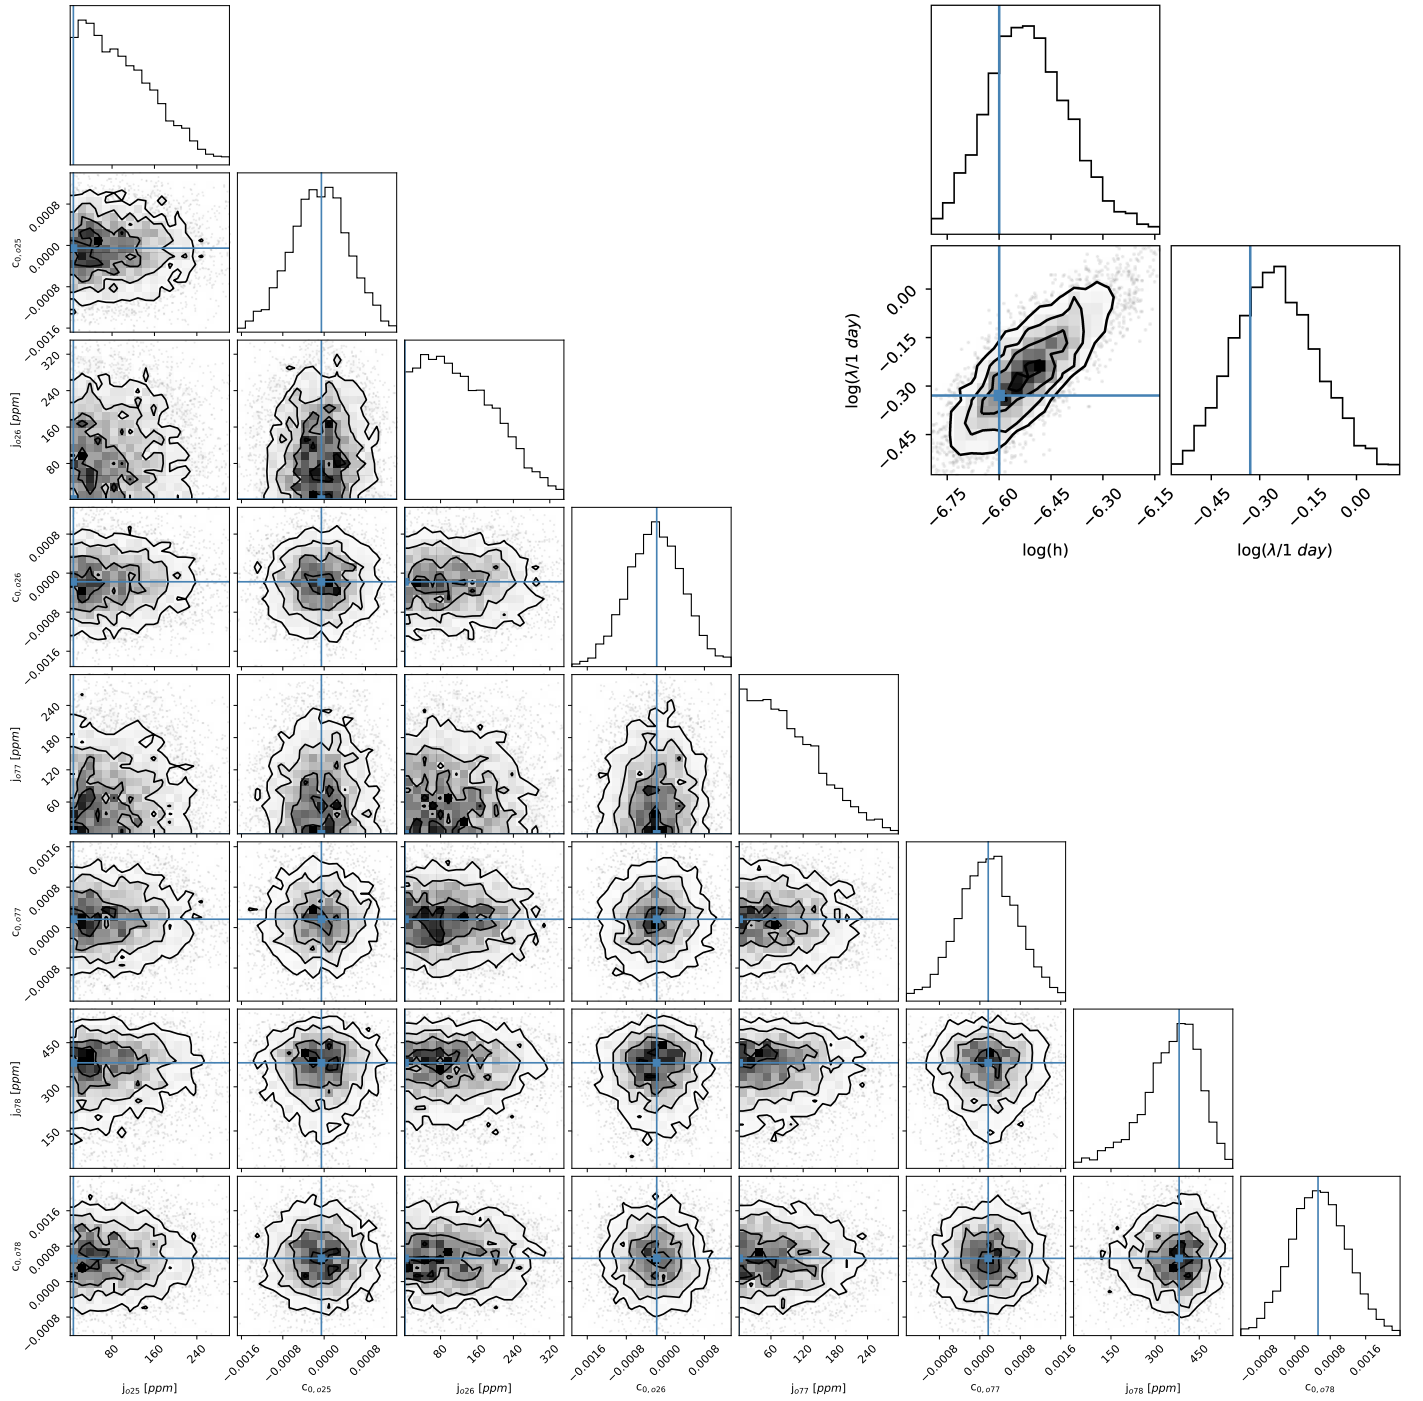 0.0008
0.0000
−0.0008
−0.0016
c0,o25
320
240
160
80
jo26 [ppm]
0.0008
0.0000
−0.0008
−0.0016
c0,o26
240
180
120
60
jo77 [ppm]
0.0016
0.0008
0.0000
−0.0008
c0,o77
450
300
150
jo78 [ppm]
0.0016
0.0008
0.0000
−0.0008
c0,o78
80 160 240
jo25 [ppm]
−0.0016 −0.0008 0.0000 0.0008
c0,o25
80 160 240 320
jo26 [ppm]
−0.0016 −0.0008 0.0000 0.0008
c0,o26
60 120 180 240
jo77 [ppm]
−0.0008 0.0000 0.0008 0.0016
c0,o77
150 300 450
jo78 [ppm]
−0.0008 0.0000 0.0008 0.0016
c0,o78
0.00
−0.15
−0.30
−0.45
log(λ/1 day)
−6.75 −6.60 −6.45 −6.30 −6.15
log(h)
−0.45 −0.30 −0.15 0.00
log(λ/1 day)